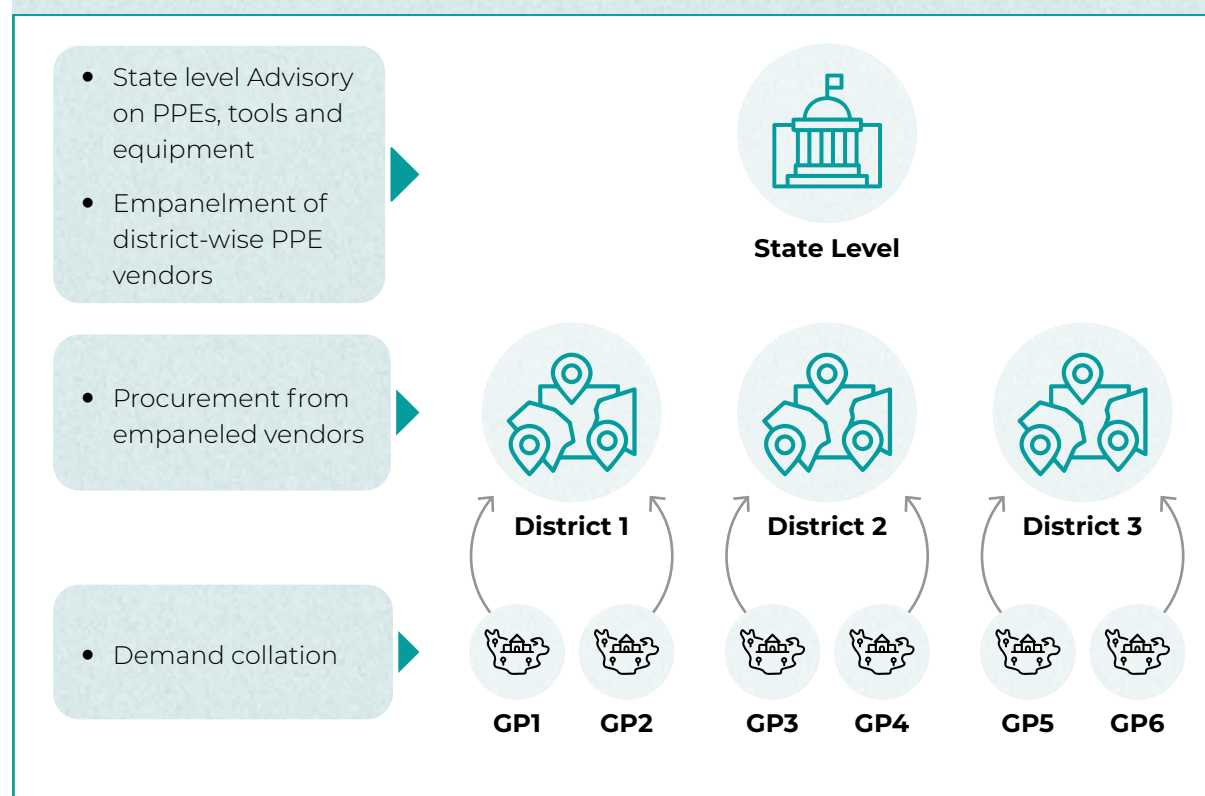 • State level Advisory
on PPEs, tools and
equipment
• Empanelment of
district-wise PPE
vendors
State Level
• Procurement from
empaneled vendors
District 1
District 2
District 3
• Demand collation
GP1
GP2
GP3
GP4
GP5
GP6